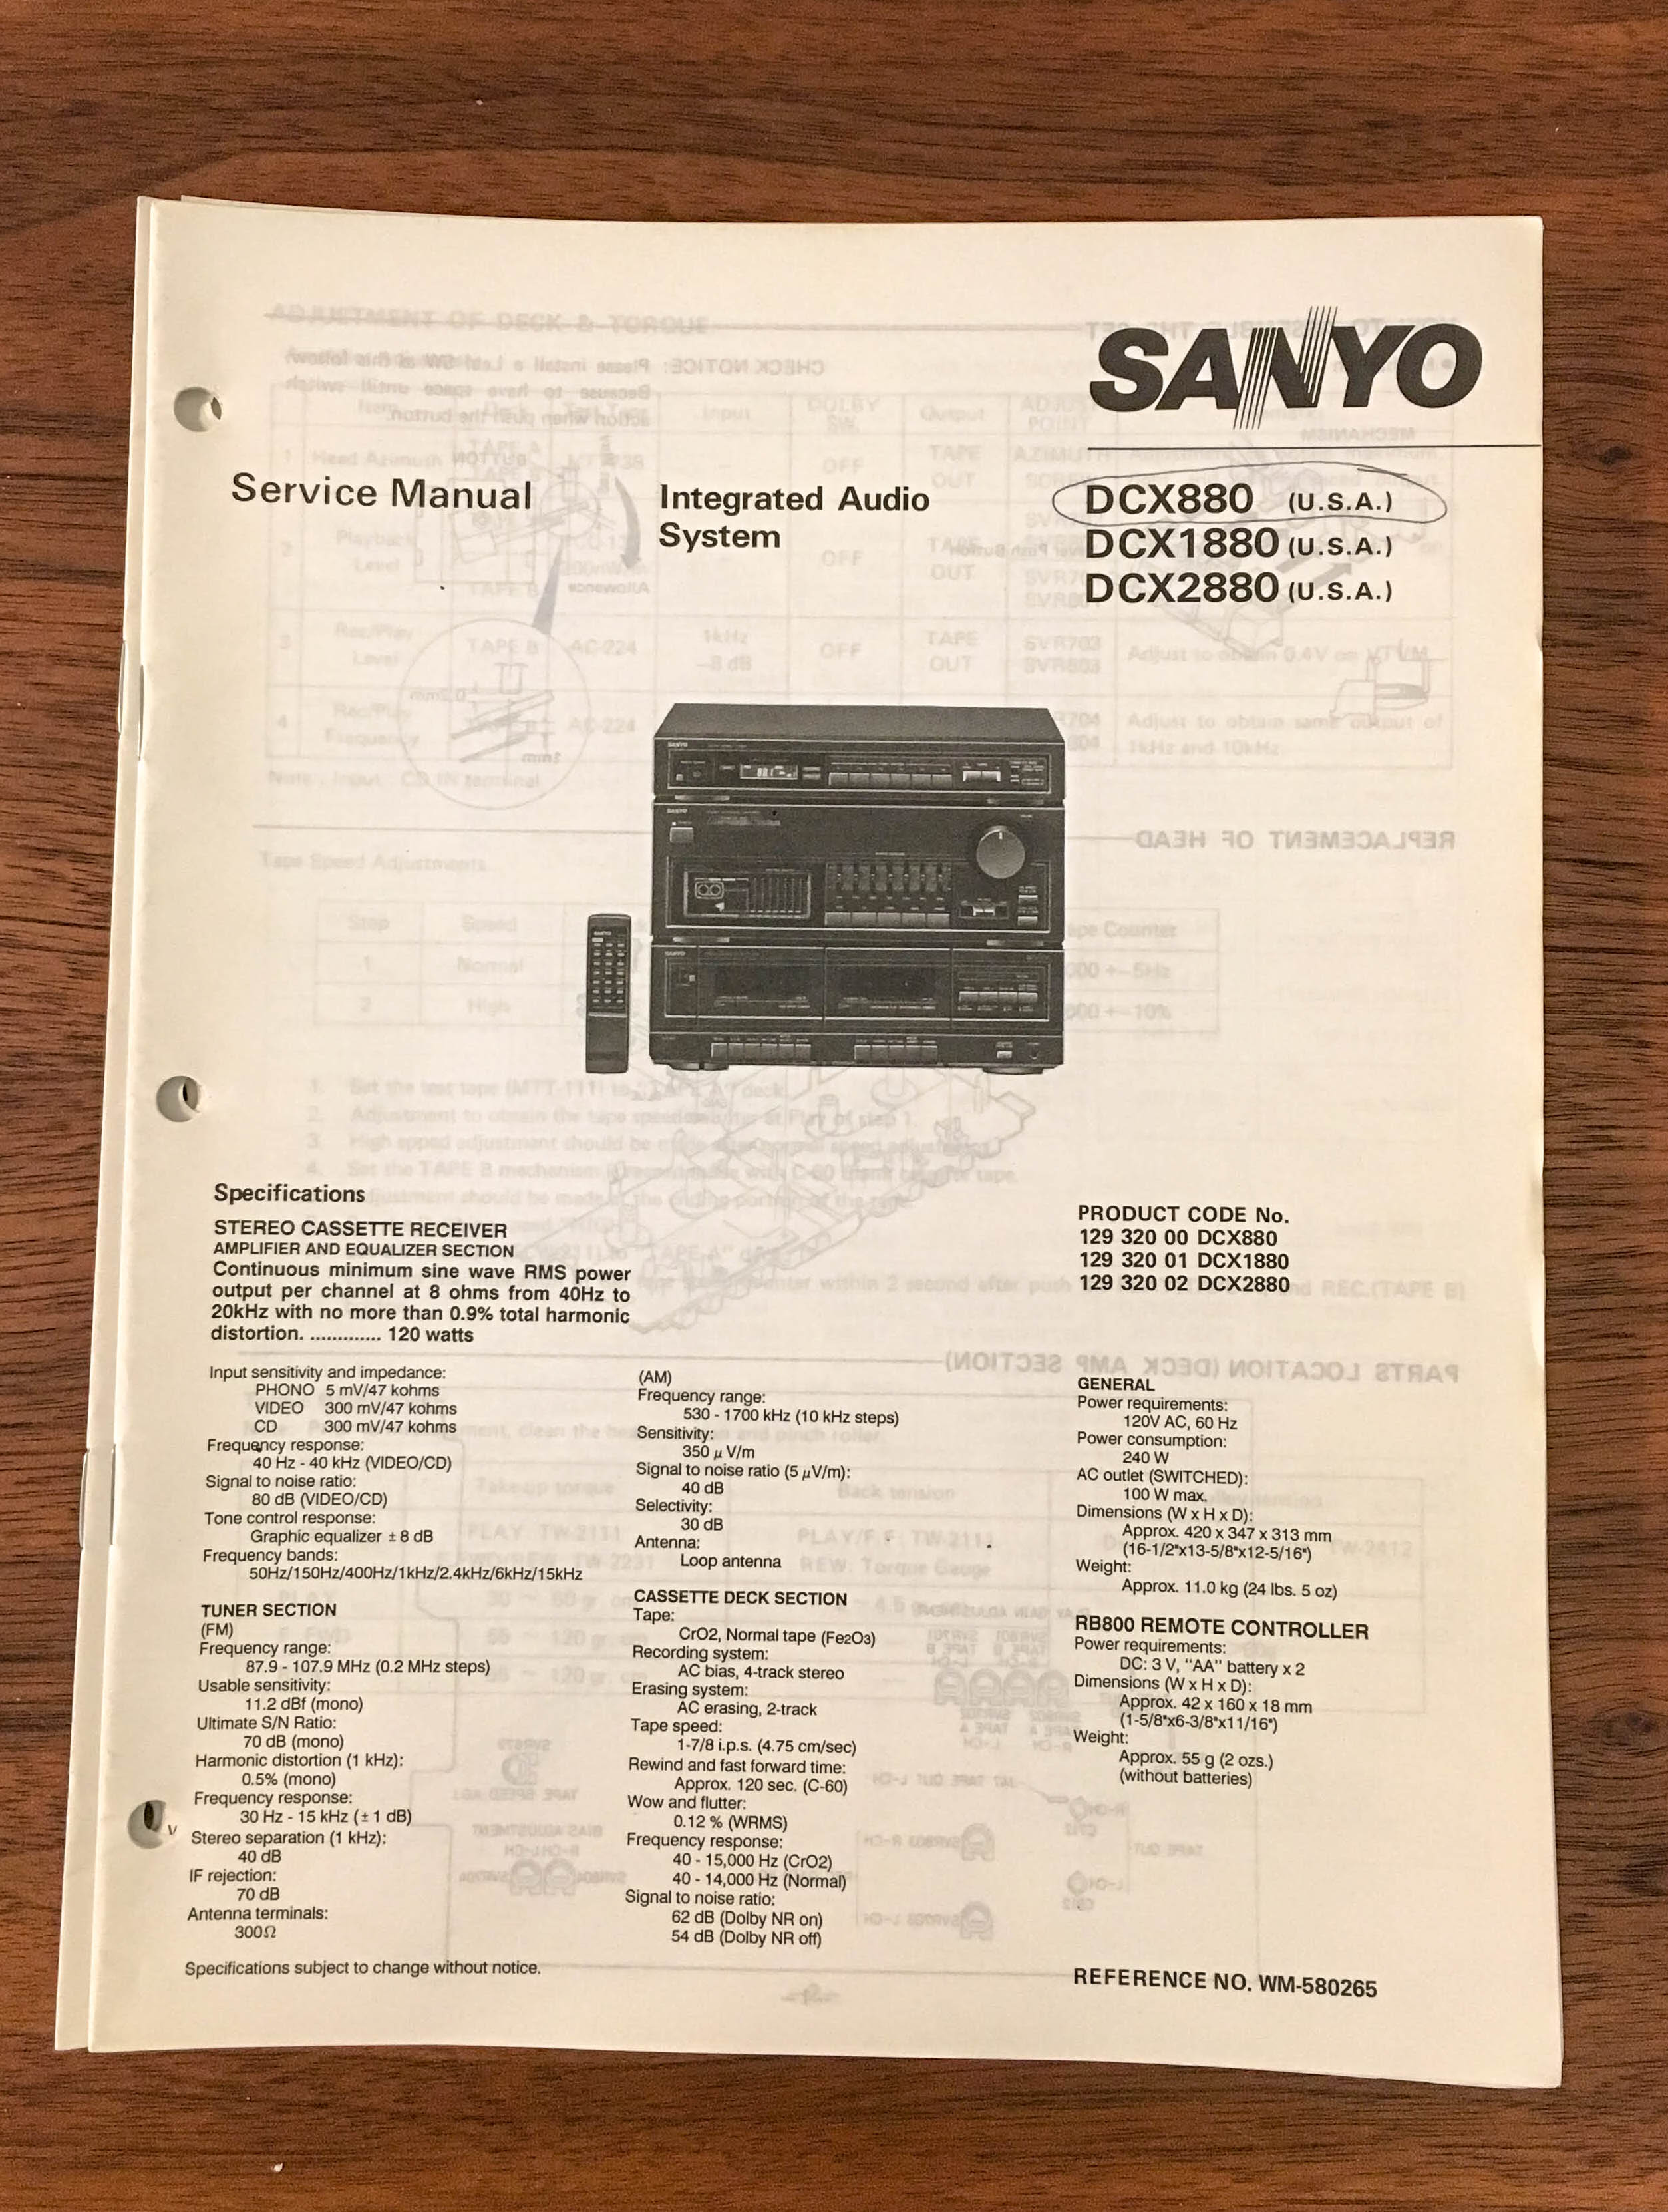 SANYO
Service Manual
Integrated Audio
System
DCX880 (U.S.A.)
DCX1880 (U.S.A.)
DCX2880 (U.S.A.)
Specifications
STEREO CASSETTE RECEIVER
AMPLIFIER AND EQUALIZER SECTION
Continuous minimum sine wave RMS power
output per channel at 8 ohms from 40Hz to
20kHz with no more than 0.9% total harmonic
distortion. ............. 120 watts
PRODUCT CODE No.
129 320 00 DCX880
129 320 01 DCX1880
129 320 02 DCX2880
Input sensitivity and impedance:
PHONO 5 mV/47 kohms
VIDEO 300 mV/47 kohms
CD 300 mV/47 kohms
Frequency response:
40 Hz - 40 kHz (VIDEO/CD)
Signal to noise ratio:
80 dB (VIDEO/CD)
Tone control response:
Graphic equalizer ± 8 dB
Frequency bands:
50Hz/150Hz/400Hz/1kHz/2.4kHz/6kHz/15kHz
TUNER SECTION
(FM)
Frequency range:
87.9 - 107.9 MHz (0.2 MHz steps)
Usable sensitivity:
11.2 dBf (mono)
Ultimate S/N Ratio:
70 dB (mono)
Harmonic distortion (1 kHz):
0.5% (mono)
Frequency response:
30 Hz - 15 kHz (± 1 dB)
Stereo separation (1 kHz):
40 dB
IF rejection:
70 dB
Antenna terminals:
300Ω
(AM)
Frequency range:
530 - 1700 kHz (10 kHz steps)
Sensitivity:
350 μ V/m
Signal to noise ratio (5 μV/m):
40 dB
Selectivity:
30 dB
Antenna:
Loop antenna
CASSETTE DECK SECTION
Tape:
CrO2, Normal tape (Fe2O3)
Recording system:
AC bias, 4-track stereo
Erasing system:
AC erasing, 2-track
Tape speed:
1-7/8 i.p.s. (4.75 cm/sec)
Rewind and fast forward time:
Approx. 120 sec. (C-60)
Wow and flutter:
0.12 % (WRMS)
Frequency response:
40 - 15,000 Hz (CrO2)
40 - 14,000 Hz (Normal)
Signal to noise ratio:
62 dB (Dolby NR on)
54 dB (Dolby NR off)
GENERAL
Power requirements:
120V AC, 60 Hz
Power consumption:
240 W
AC outlet (SWITCHED):
100 W max.
Dimensions (W x H x D):
Approx. 420 x 347 x 313 mm
(16-1/2"x13-5/8"x12-5/16")
Weight:
Approx. 11.0 kg (24 lbs. 5 oz)
RB800 REMOTE CONTROLLER
Power requirements:
DC: 3 V, "AA" battery x 2
Dimensions (W x H x D):
Approx. 42 x 160 x 18 mm
(1-5/8"x6-3/8"x11/16")
Weight:
Approx. 55 g (2 ozs.)
(without batteries)
Specifications subject to change without notice.
REFERENCE NO. WM-580265